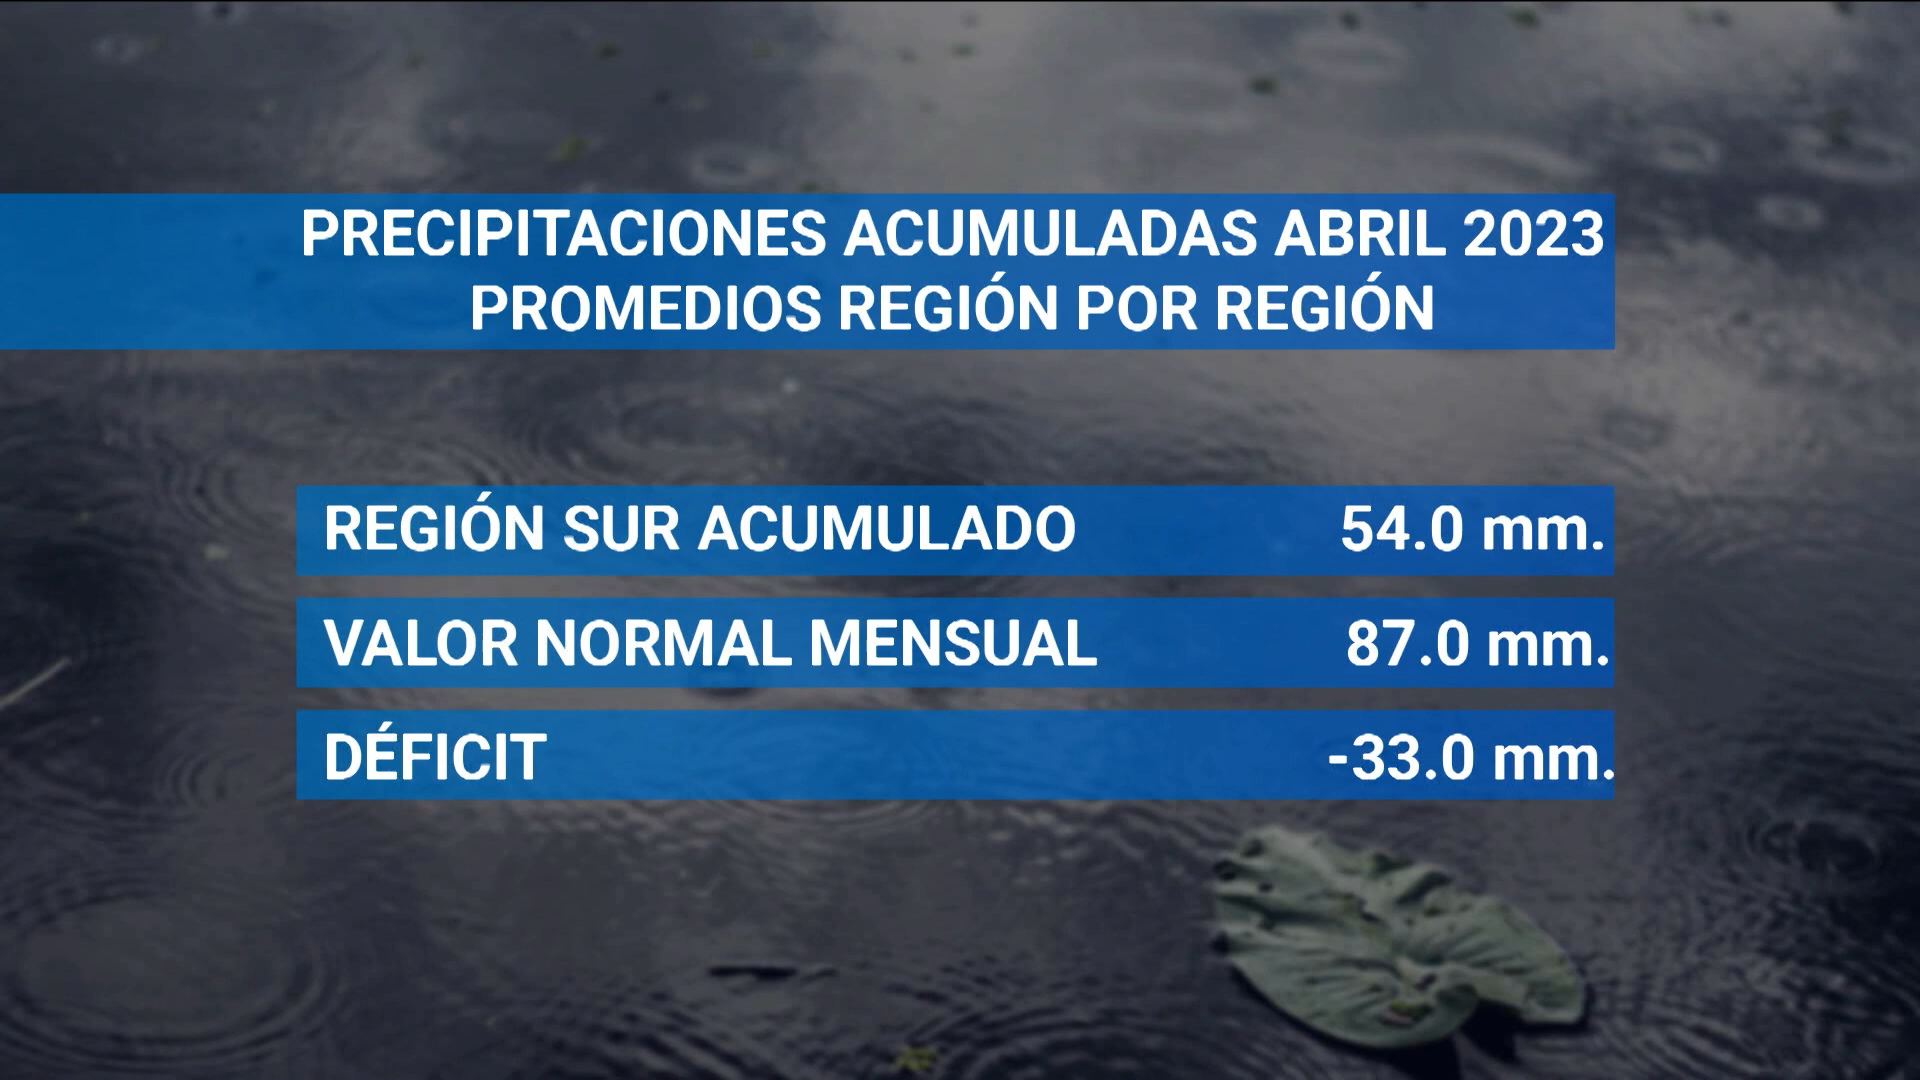 PRECIPITACIONES ACUMULADAS ABRIL 2023
PROMEDIOS REGIÓN POR REGIÓN
REGIÓN SUR ACUMULADO 54.0 mm.
VALOR NORMAL MENSUAL 87.0 mm.
DÉFICIT -33.0 mm.